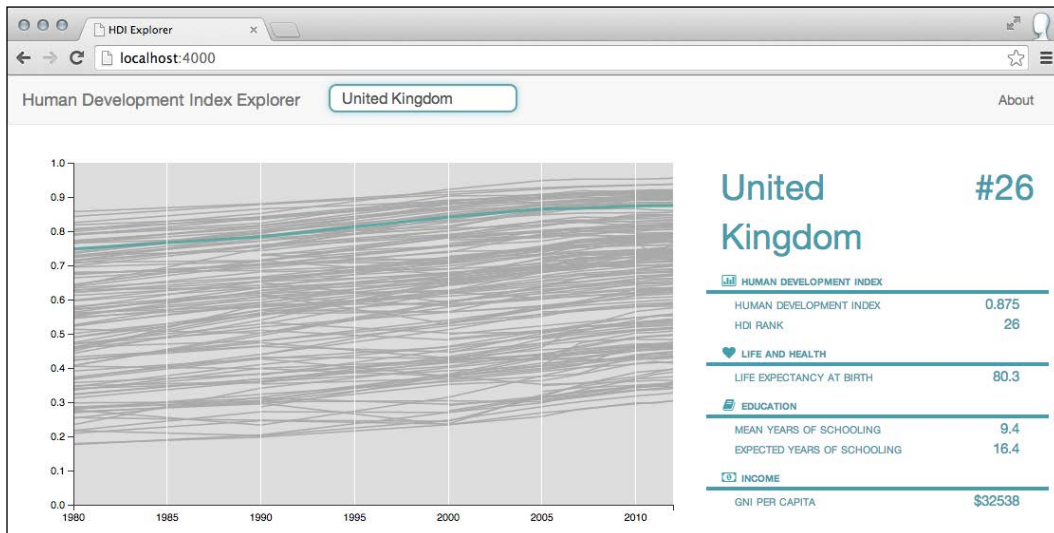 HDI Explorer
localhost:4000
Human Development Index Explorer
United Kingdom
About
1.0
0.9
0.8
0.7
0.6
0.5
0.4
0.3
0.2
0.1
0.0
1980 1985 1990 1995 2000 2005 2010
United #26
Kingdom
HUMAN DEVELOPMENT INDEX
HUMAN DEVELOPMENT INDEX 0.875
HDI RANK 26
LIFE AND HEALTH
LIFE EXPECTANCY AT BIRTH 80.3
EDUCATION
MEAN YEARS OF SCHOOLING 9.4
EXPECTED YEARS OF SCHOOLING 16.4
INCOME
GNI PER CAPITA $32538